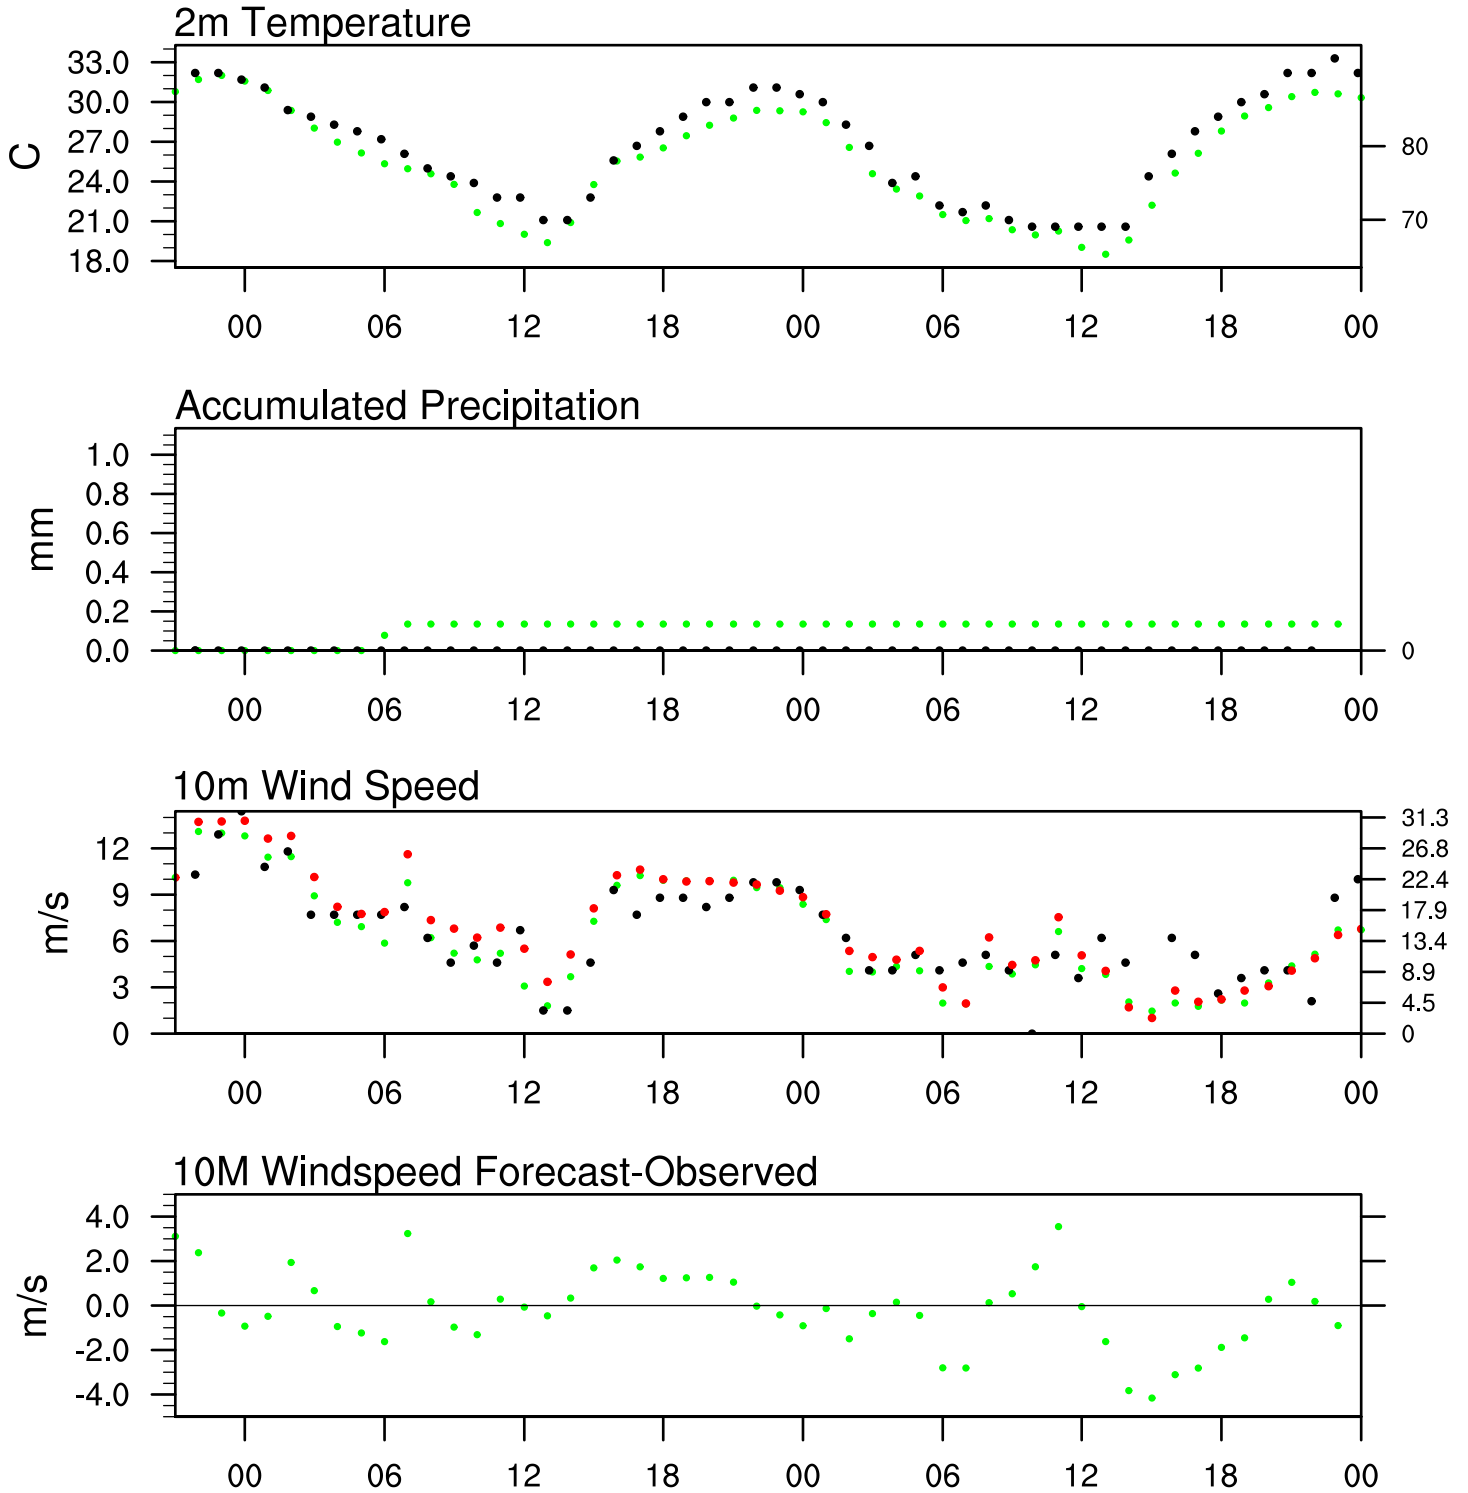 2m Temperature
33.0
30.0
27.0
24.0
21.0
18.0
C
80
70
00 06 12 18 00 06 12 18 00
Accumulated Precipitation
1.0
0.8
0.6
0.4
0.2
0.0
mm
0
00 06 12 18 00 06 12 18 00
10m Wind Speed
12
9
6
3
0
m/s
31.3
26.8
22.4
17.9
13.4
8.9
4.5
0
00 06 12 18 00 06 12 18 00
10M Windspeed Forecast-Observed
4.0
2.0
0.0
-2.0
-4.0
m/s
00 06 12 18 00 06 12 18 00